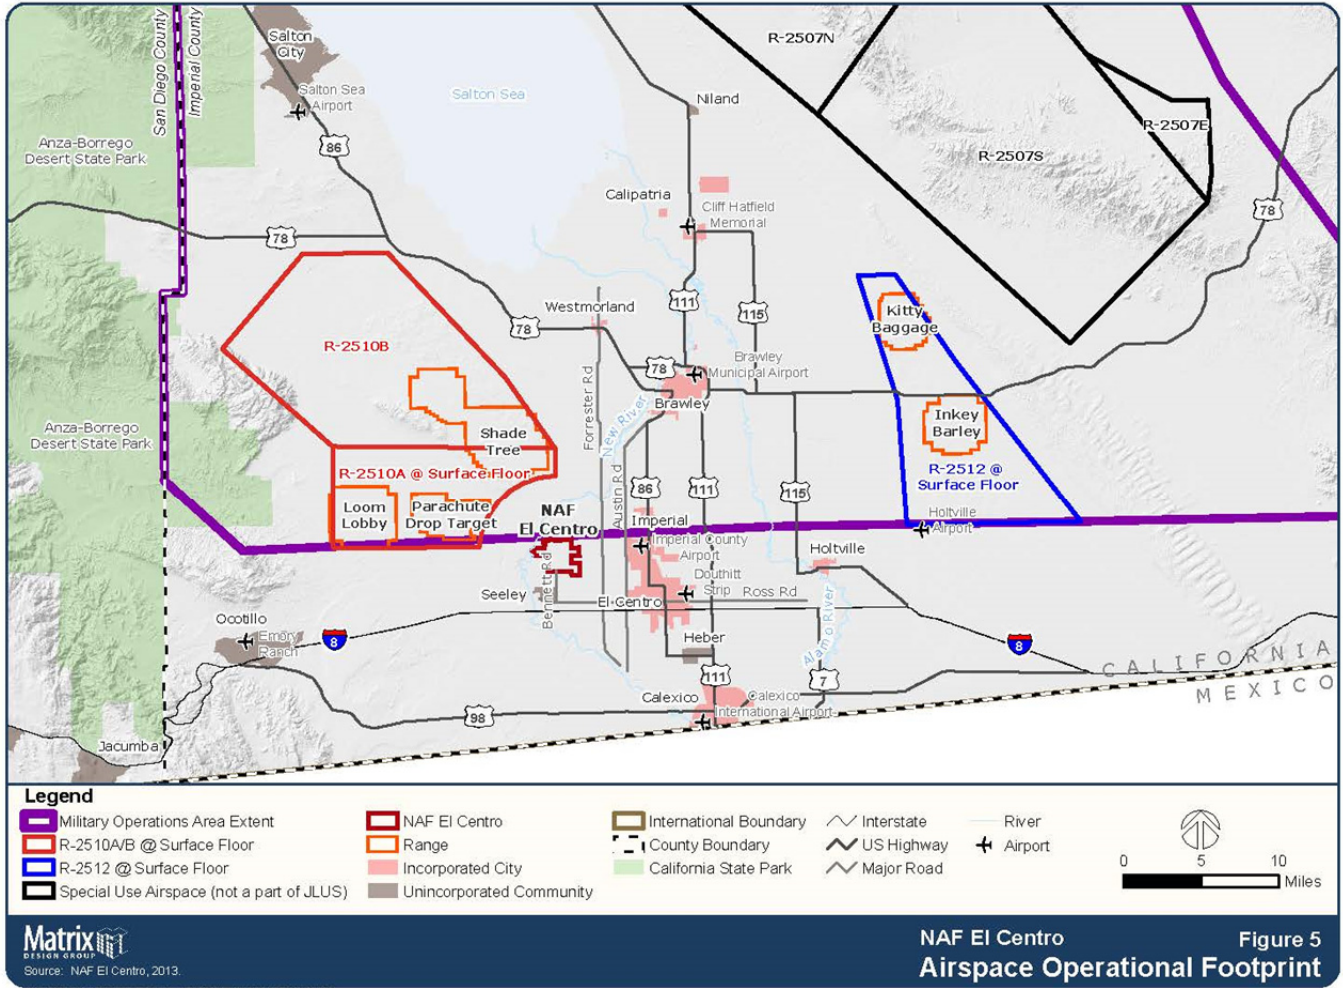 San Diego County
Imperial County
Salton
City
Salton Sea
Airport
Salton Sea
R-2507N
Niland
R-2507E
R-2507S
86
Anza-Borrego
Desert State Park
Calipatria
Cliff Hatfield
Memorial
78
78
111
115
Westmorland
78
Kitty
Baggage
R-2510B
78
Brawley
Municipal Airport
Brawley
Forrester Rd
New River
Anza-Borrego
Desert State Park
Shade
Tree
Inkey
Barley
R-2510A @ Surface Floor
R-2512 @
Surface Floor
Loom
Lobby
Parachute
Drop Target
86
111
115
Austin Rd
NAF
El Centro
Imperial
Holtville
Airport
Imperial County
Airport
Holtville
Bennett Rd
Douthitt
Strip
Ross Rd
Seeley
El Centro
Ocotillo
Emory
Ranch
8
Heber
Alamo River
8
CALIFORNIA
MEXICO
111
7
Calexico
Calexico
International Airport
98
Jacumba
Legend
Military Operations Area Extent
R-2510A/B @ Surface Floor
R-2512 @ Surface Floor
Special Use Airspace (not a part of JLUS)
NAF El Centro
Range
Incorporated City
Unincorporated Community
International Boundary
County Boundary
California State Park
Interstate
US Highway
Major Road
River
Airport
0 5 10
Miles
Matrix
DESIGN GROUP
Source: NAF El Centro, 2013.
NAF El Centro
Figure 5
Airspace Operational Footprint